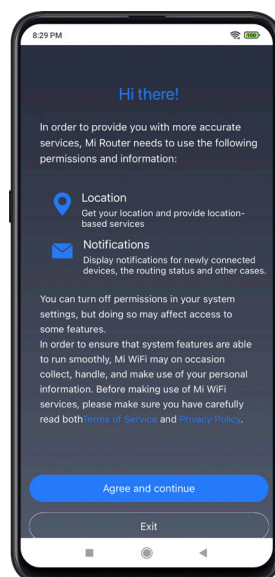 8:29 PM
100
Hi there!
In order to provide you with more accurate
services, Mi Router needs to use the following
permissions and information:
Location
Get your location and provide location-
based services
Notifications
Display notifications for newly connected
devices, the routing status and other cases.
You can turn off permissions in your system
settings, but doing so may affect access to
some features.
In order to ensure that system features are able
to run smoothly, Mi WiFi may on occasion
collect, handle, and make use of your personal
information. Before making use of Mi WiFi
services, please make sure you have carefully
read bothTerms of Service and Privacy Policy.
Agree and continue
Exit